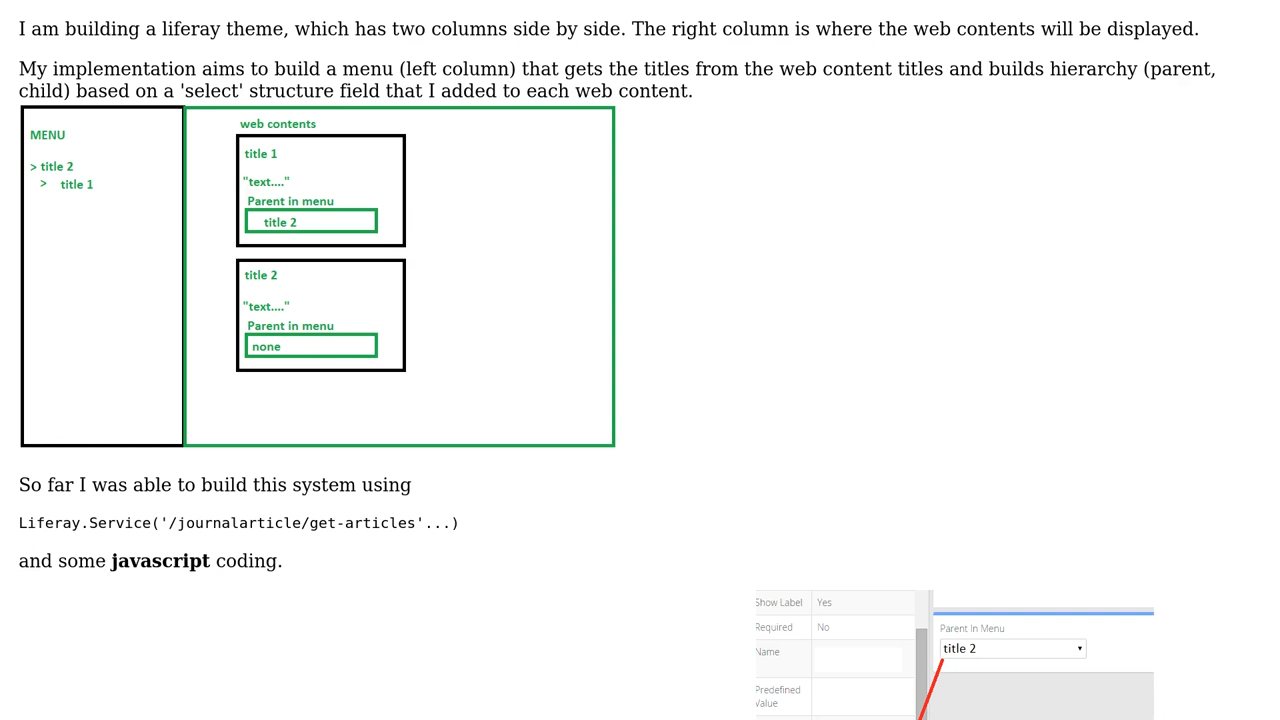 I am building a liferay theme, which has two columns side by side. The right column is where the web contents will be displayed.
My implementation aims to build a menu (left column) that gets the titles from the web content titles and builds hierarchy (parent,
child) based on a 'select' structure field that I added to each web content.
MENU
> title 2
> title 1
web contents
title 1
"text...."
Parent in menu
title 2
title 2
"text...."
Parent in menu
none
So far I was able to build this system using
Liferay.Service('/journalarticle/get-articles'...)
and some javascript coding.
Show Label Yes
Required No
Name
Predefined
Value
Parent In Menu
title 2